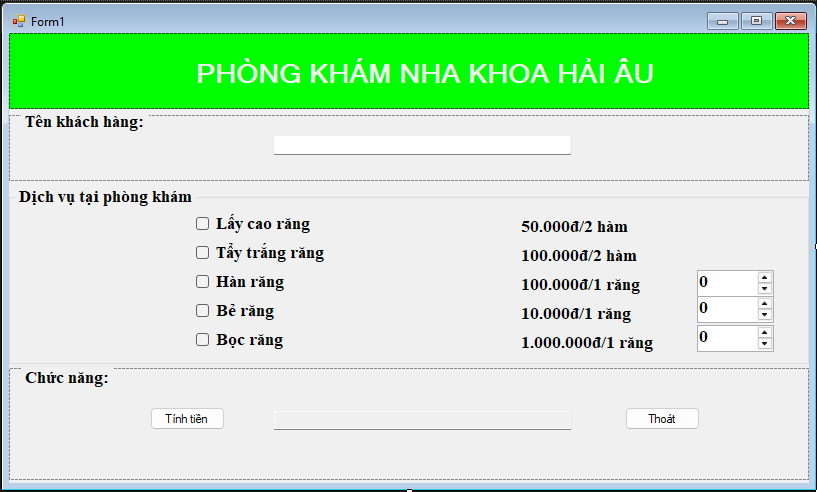 Form1
PHÒNG KHÁM NHA KHOA HẢI ÂU
Tên khách hàng:
Dịch vụ tại phòng khám
Lấy cao răng 50.000đ/2 hàm
Tẩy trắng răng 100.000đ/2 hàm
Hàn răng 100.000đ/1 răng 0
Bẻ răng 10.000đ/1 răng 0
Bọc răng 1.000.000đ/1 răng 0
Chức năng:
Tính tiền Thoát